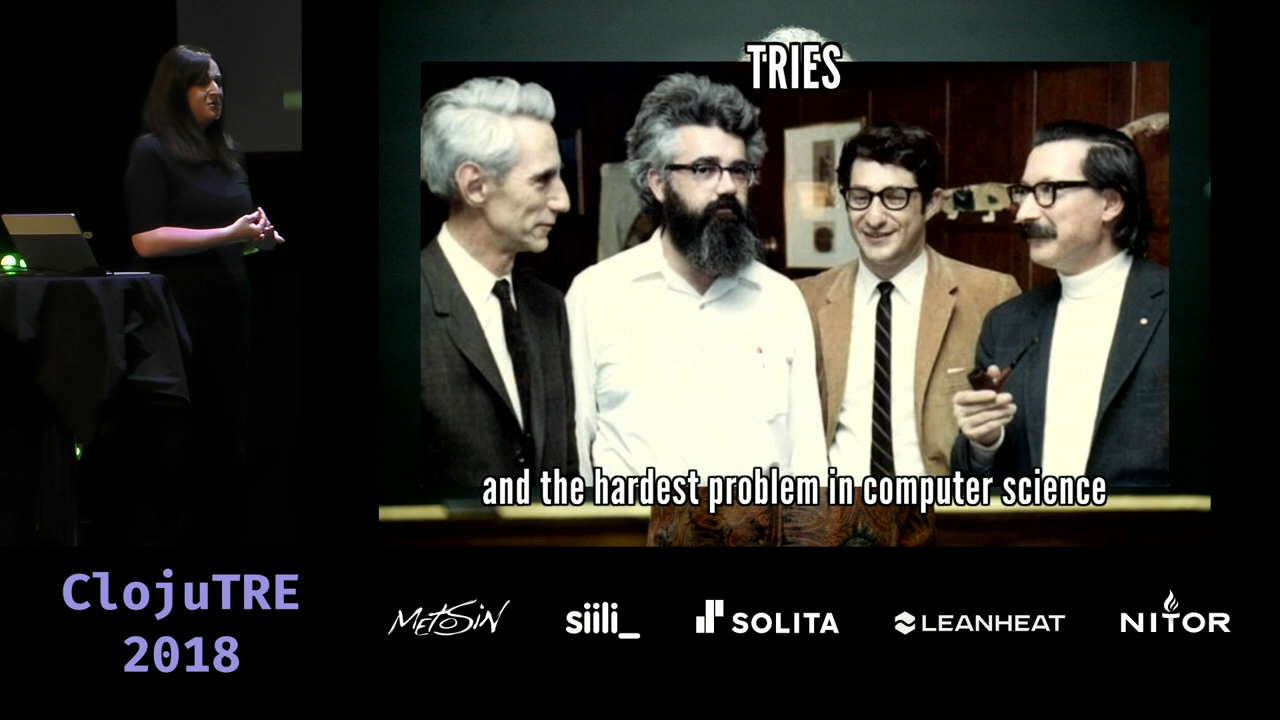 TRIES
and the hardest problem in computer science
ClojuTRE
2018
METOSIN
siili_
SOLITA
LEANHEAT
NITOR